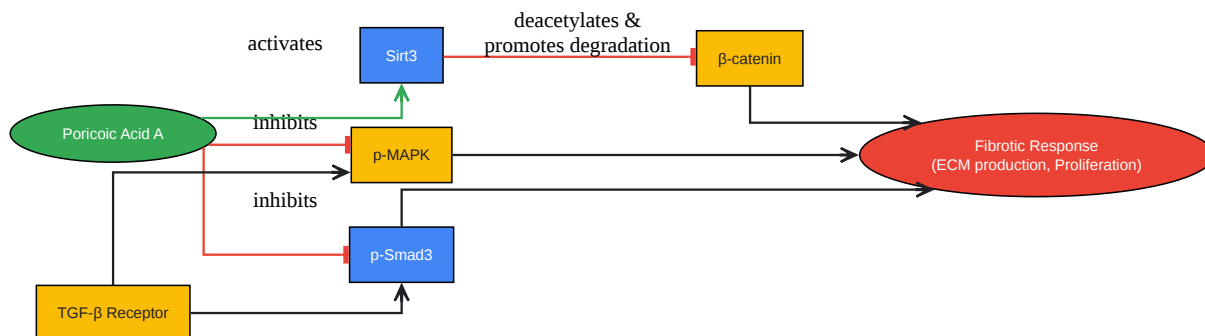 deacetylates &
promotes degradation
activates
Sirt3
β-catenin
inhibits
Poricoic Acid A
p-MAPK
Fibrotic Response
(ECM production, Proliferation)
inhibits
p-Smad3
TGF-β Receptor